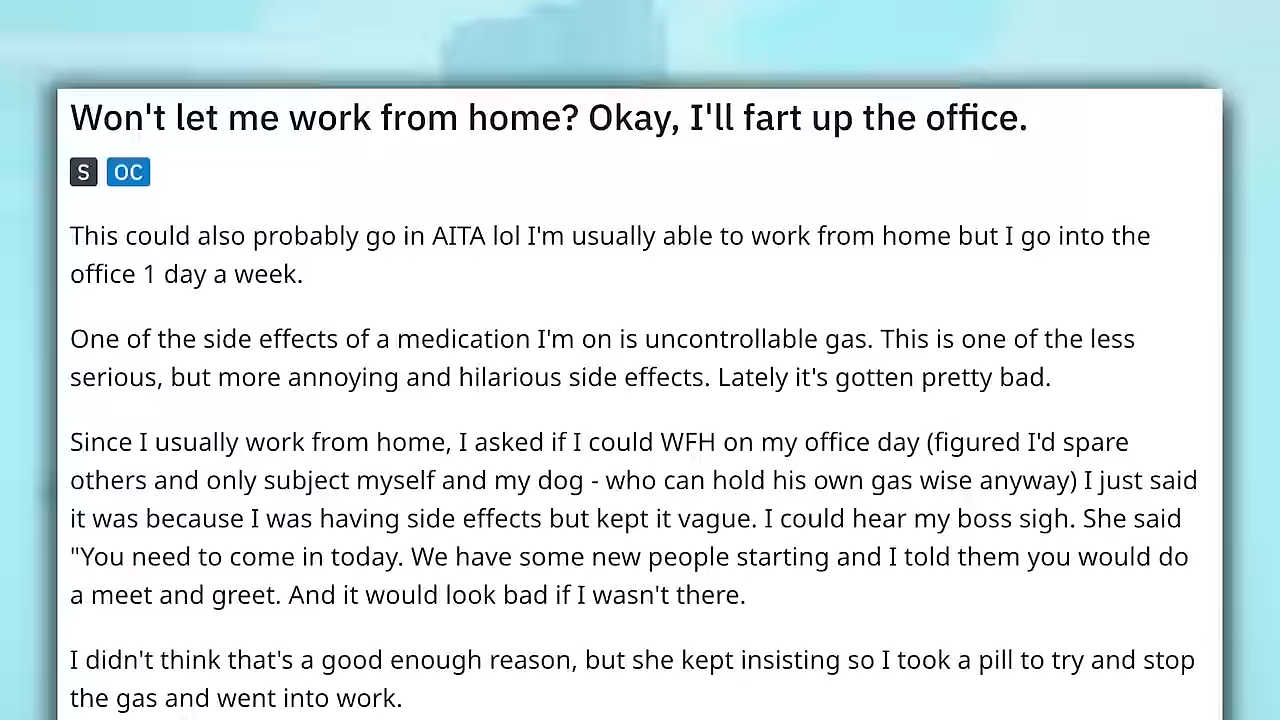 Won't let me work from home? Okay, I'll fart up the office.
S OC
This could also probably go in AITA lol I'm usually able to work from home but I go into the
office 1 day a week.
One of the side effects of a medication I'm on is uncontrollable gas. This is one of the less
serious, but more annoying and hilarious side effects. Lately it's gotten pretty bad.
Since I usually work from home, I asked if I could WFH on my office day (figured I'd spare
others and only subject myself and my dog - who can hold his own gas wise anyway) I just said
it was because I was having side effects but kept it vague. I could hear my boss sigh. She said
"You need to come in today. We have some new people starting and I told them you would do
a meet and greet. And it would look bad if I wasn't there.
I didn't think that's a good enough reason, but she kept insisting so I took a pill to try and stop
the gas and went into work.